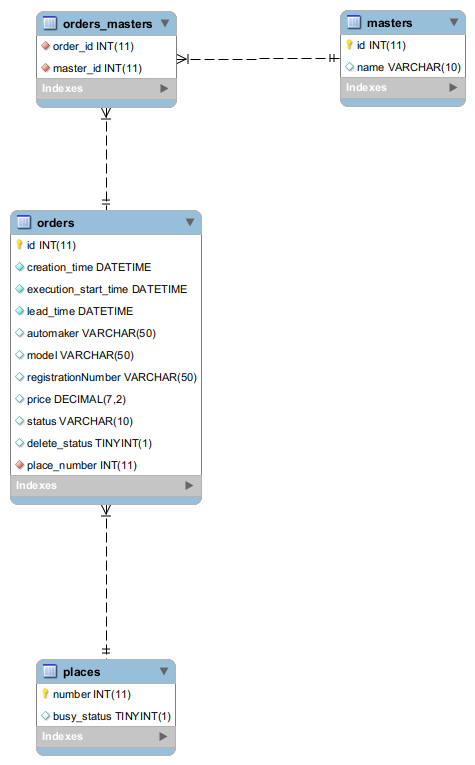 orders_masters
order_id INT(11)
master_id INT(11)
Indexes
masters
id INT(11)
name VARCHAR(10)
Indexes
orders
id INT(11)
creation_time DATETIME
execution_start_time DATETIME
lead_time DATETIME
automaker VARCHAR(50)
model VARCHAR(50)
registrationNumber VARCHAR(50)
price DECIMAL(7,2)
status VARCHAR(10)
delete_status TINYINT(1)
place_number INT(11)
Indexes
places
number INT(11)
busy_status TINYINT(1)
Indexes